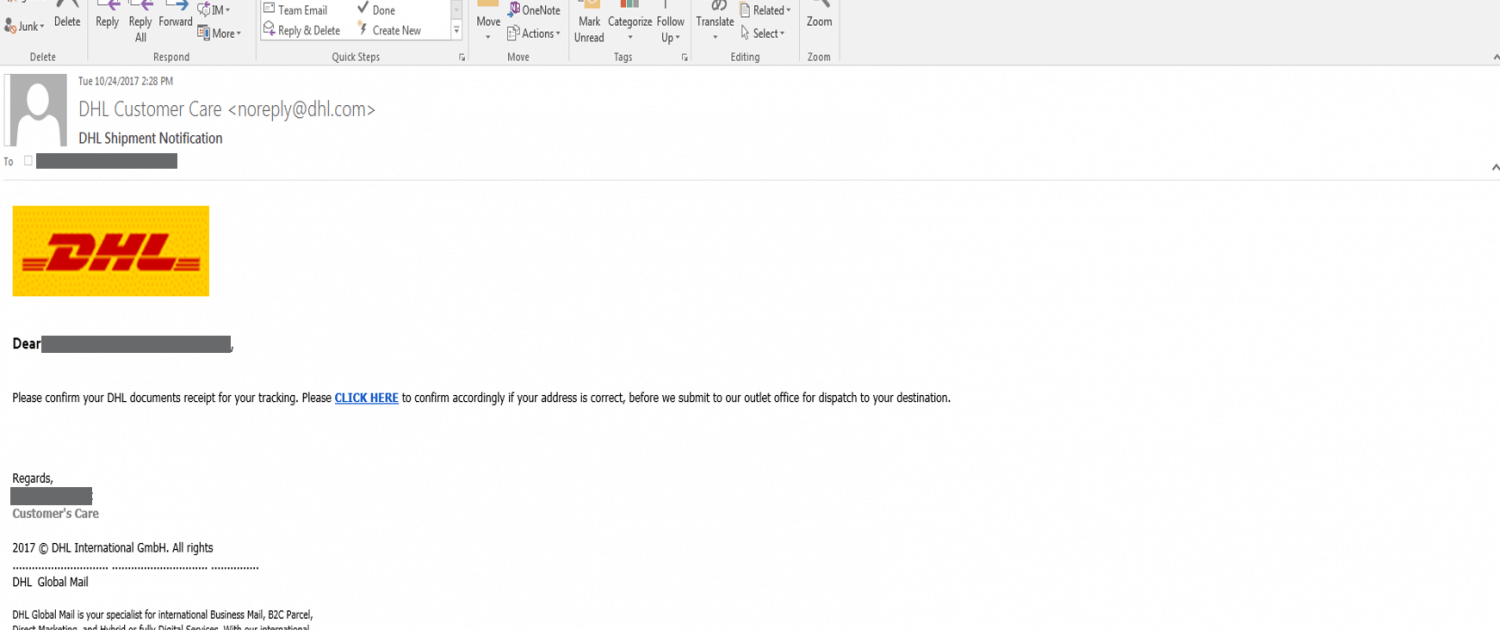 Junk
Delete
Reply
Reply All
Forward
IM
More
Team Email
Reply & Delete
Done
Create New
Move
OneNote
Actions
Mark Unread
Categorize
Follow Up
Translate
Related
Select
Zoom
Delete
Respond
Quick Steps
Move
Tags
Editing
Zoom
Tue 10/24/2017 2:28 PM
DHL Customer Care <noreply@dhl.com>
DHL Shipment Notification
To
DHL
Dear ,
Please confirm your DHL documents receipt for your tracking. Please CLICK HERE to confirm accordingly if your address is correct, before we submit to our outlet office for dispatch to your destination.
Regards,
Customer's Care
2017 © DHL International GmbH. All rights
............................. ............................. ..............
DHL Global Mail
DHL Global Mail is your specialist for international Business Mail, B2C Parcel,
Direct Marketing, and Hybrid or fully Digital Services. With our international